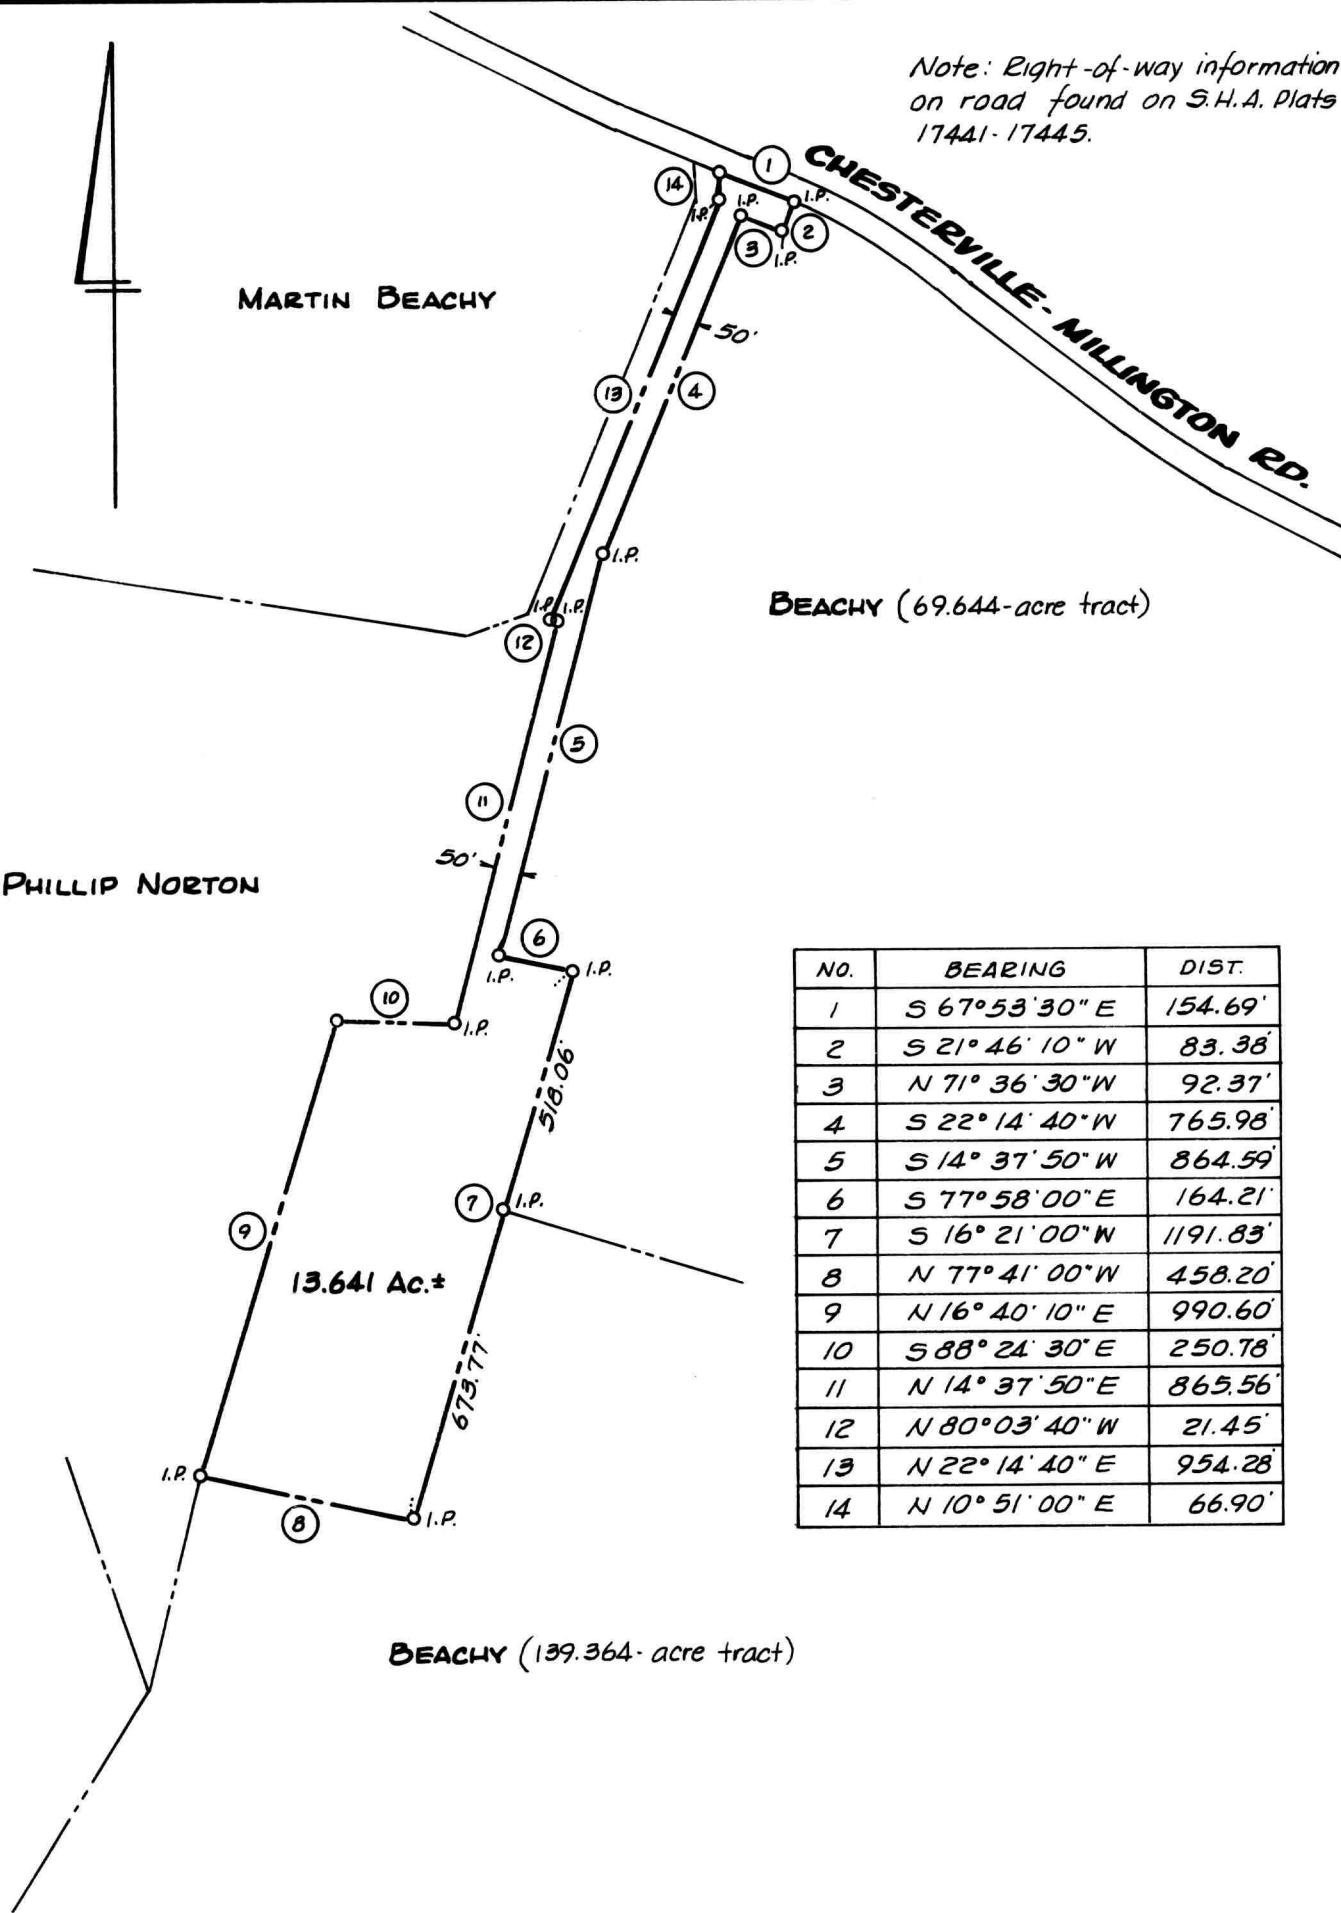 Note: Right-of-way information
on road found on S.H.A. Plats
17441-17445.
CHESTERVILLE-MILLINGTON RD.
1
14
I.P.
I.P.
I.P.
2
3
I.P.
MARTIN BEACHY
50'
13
4
I.P.
BEACHY (69.644-acre tract)
I.P.
I.P.
12
5
11
50'
PHILLIP NORTON
6
I.P.
I.P.
10
I.P.
518.06'
7
I.P.
9
13.641 Ac.±
673.77'
I.P.
8
I.P.
NO. BEARING DIST.
1 S 67°53'30" E 154.69'
2 S 21°46'10" W 83.38'
3 N 71°36'30" W 92.37'
4 S 22°14'40" W 765.98'
5 S 14°37'50" W 864.59'
6 S 77°58'00" E 164.21'
7 S 16°21'00" W 1191.83'
8 N 77°41'00" W 458.20'
9 N 16°40'10" E 990.60'
10 S 88°24'30" E 250.78'
11 N 14°37'50" E 865.56'
12 N 80°03'40" W 21.45'
13 N 22°14'40" E 954.28'
14 N 10°51'00" E 66.90'
BEACHY (139.364-acre tract)